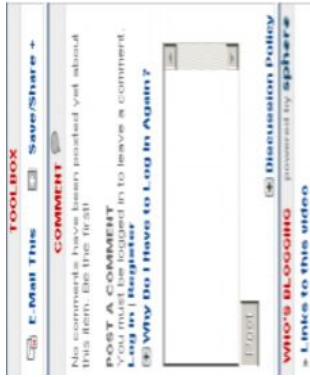 TOOLBOX
E-Mail This Save/Share +
COMMENT
No comments have been posted yet about
this item. Be the first!
POST A COMMENT
You must be logged in to leave a comment.
Log in | Register
Why Do I Have to Log In Again?
Post
Discussion Policy
WHO'S BLOGGING powered by sphere
» Links to this video